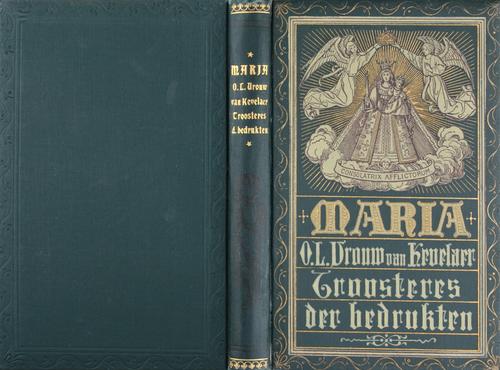 MARIA
O.L. Vrouw
van Kevelaer
Troosteres
d. bedrukten
CONSOLATRIX AFFLICTORUM
MARIA
O.L. Vrouw van Kevelaer
Troosteres
der bedrukten